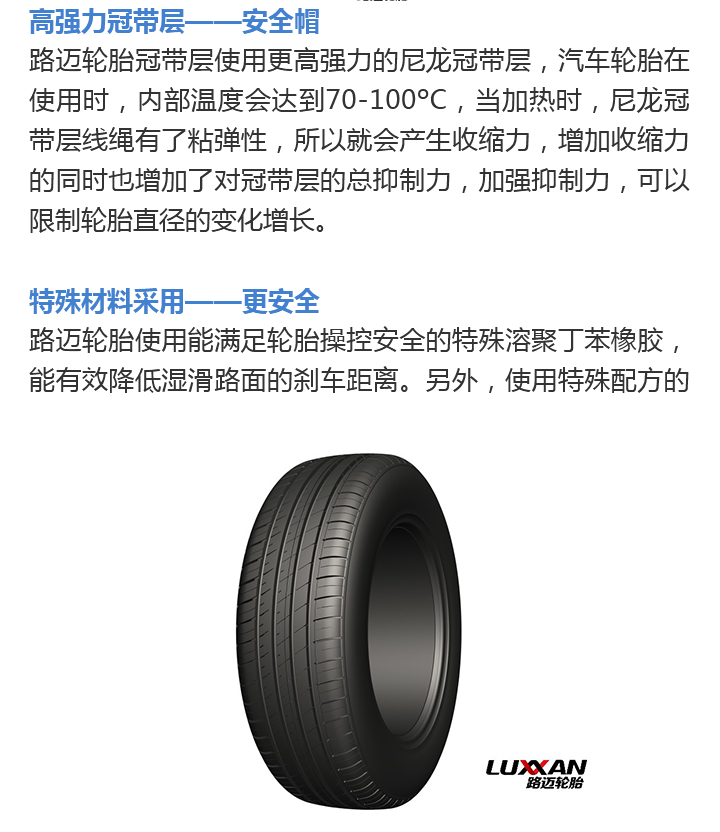 高强力冠带层——安全帽
路迈轮胎冠带层使用更高强力的尼龙冠带层，汽车轮胎在
使用时，内部温度会达到70-100℃，当加热时，尼龙冠
带层线绳有了粘弹性，所以就会产生收缩力，增加收缩力
的同时也增加了对冠带层的总抑制力，加强抑制力，可以
限制轮胎直径的变化增长。
特殊材料采用——更安全
路迈轮胎使用能满足轮胎操控安全的特殊溶聚丁苯橡胶，
能有效降低湿滑路面的刹车距离。另外，使用特殊配方的
LUXXAN
路迈轮胎